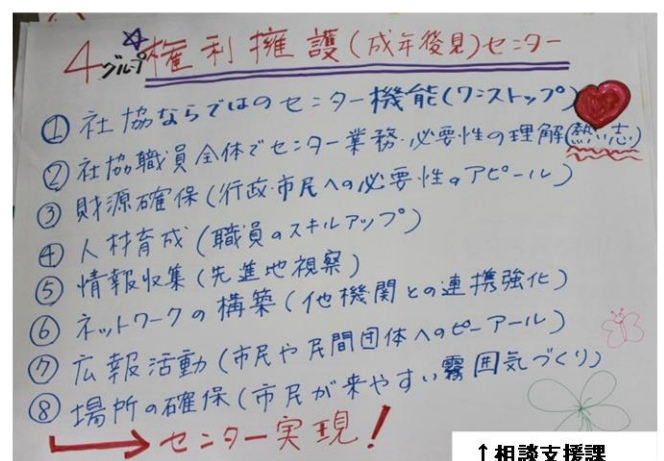 4グループ 権利擁護(成年後見)センター
① 社協ならではのセンター機能(ワンストップ)
② 社協職員全体でセンター業務・必要性の理解(熱い志)
③ 財源確保(行政・市民への必要性のアピール)
④ 人材育成(職員のスキルアップ)
⑤ 情報収集(先進地視察)
⑥ ネットワークの構築(他機関との連携強化)
⑦ 広報活動(市民や民間団体へのピーアール)
⑧ 場所の確保(市民が来やすい雰囲気づくり)
→センター実現!
↑相談支援課